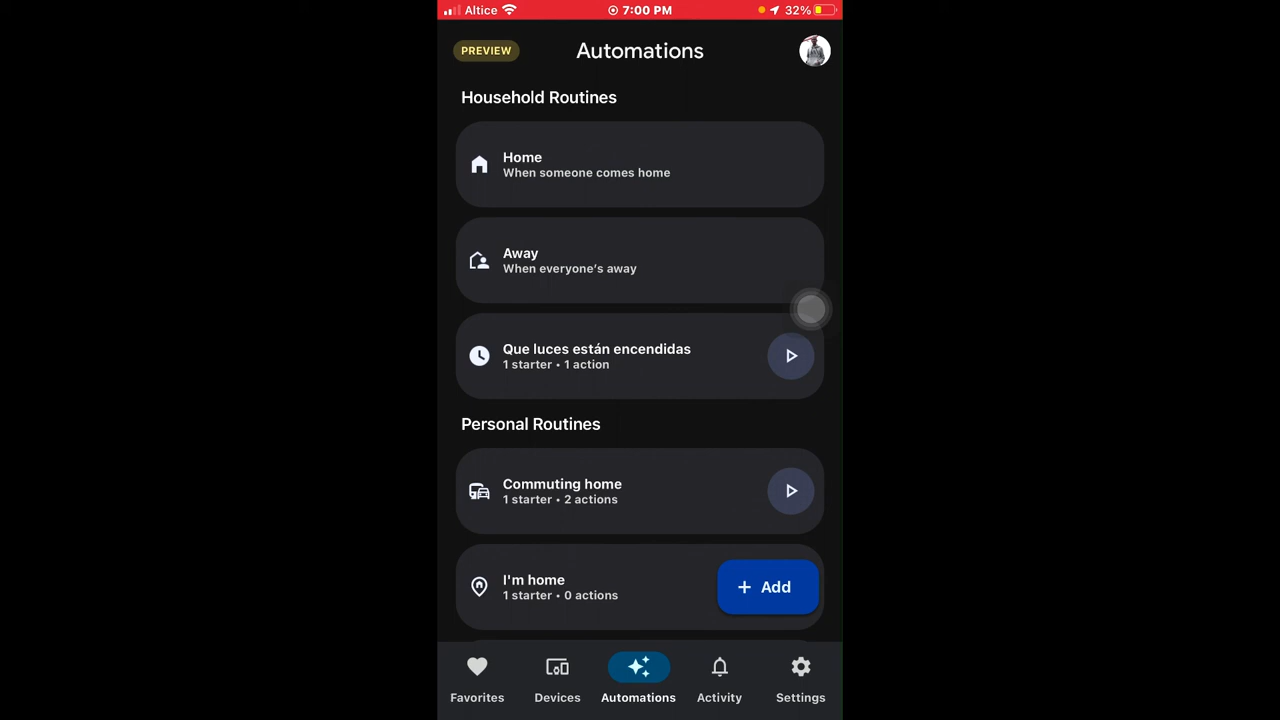 Altice 7:00 PM 32%
PREVIEW Automations
Household Routines
Home
When someone comes home
Away
When everyone's away
Que luces están encendidas
1 starter • 1 action
Personal Routines
Commuting home
1 starter • 2 actions
I'm home
1 starter • 0 actions
+ Add
Favorites Devices Automations Activity Settings